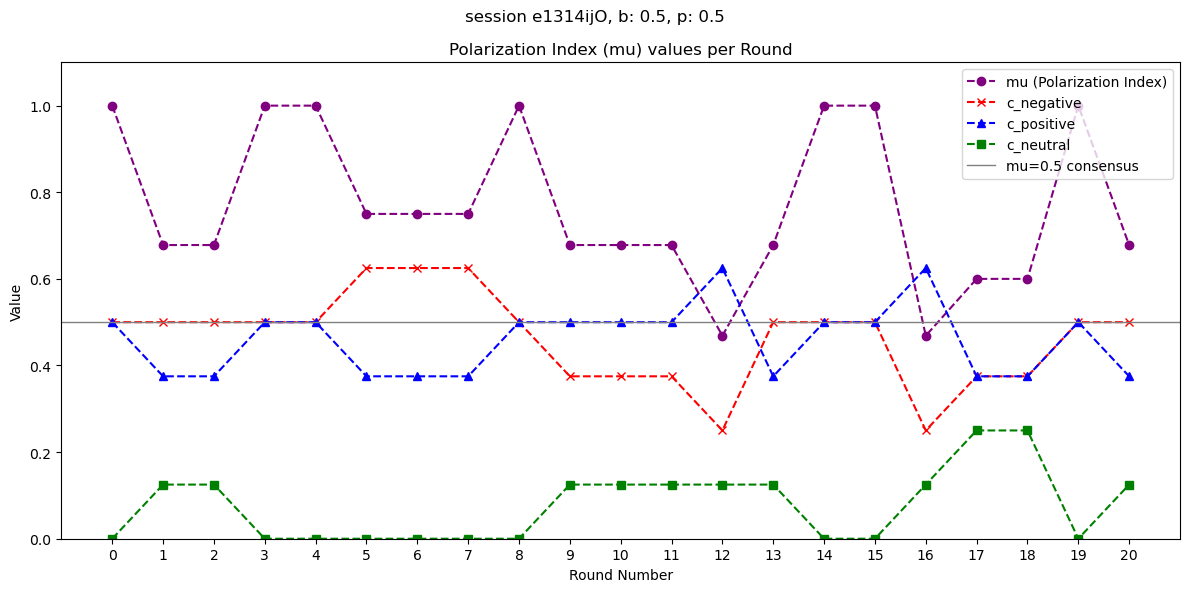 session e1314ijO, b: 0.5, p: 0.5
Polarization Index (mu) values per Round
mu (Polarization Index)
c_negative
c_positive
c_neutral
mu=0.5 consensus
Value
1.0
0.8
0.6
0.4
0.2
0.0
0 1 2 3 4 5 6 7 8 9 10 11 12 13 14 15 16 17 18 19 20
Round Number